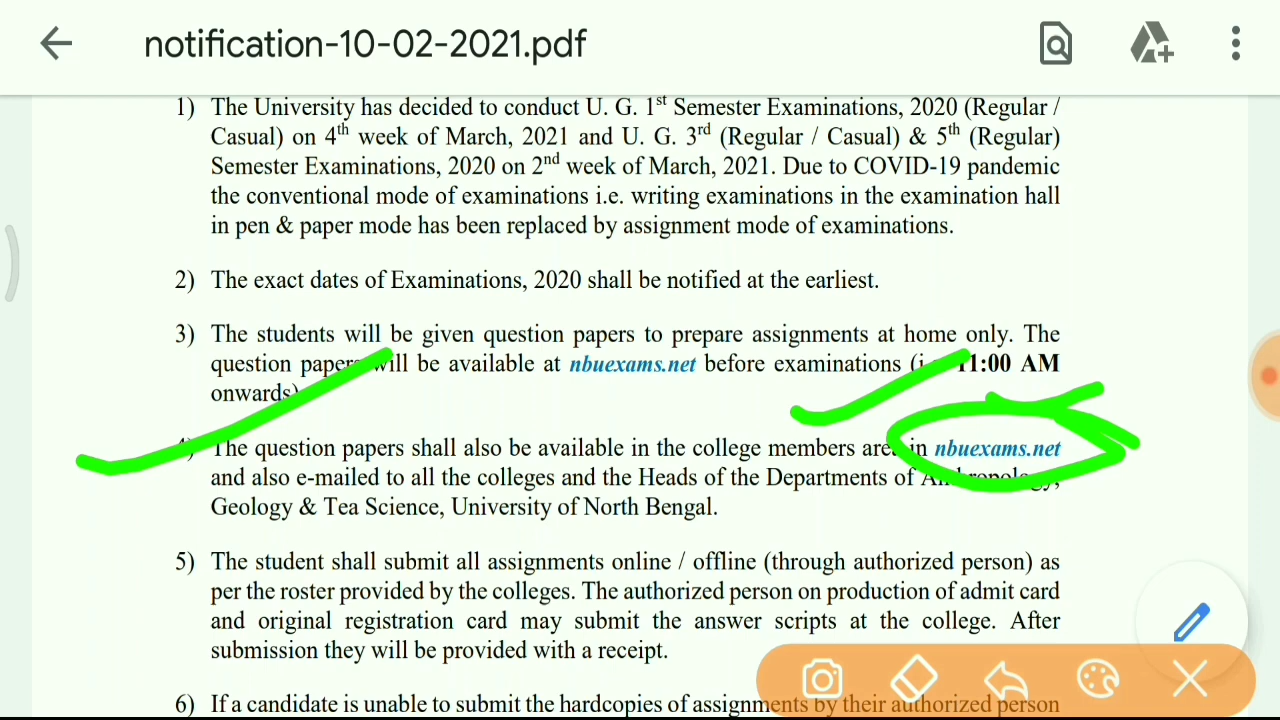 notification-10-02-2021.pdf
1) The University has decided to conduct U. G. 1st Semester Examinations, 2020 (Regular /
Casual) on 4th week of March, 2021 and U. G. 3rd (Regular / Casual) & 5th (Regular)
Semester Examinations, 2020 on 2nd week of March, 2021. Due to COVID-19 pandemic
the conventional mode of examinations i.e. writing examinations in the examination hall
in pen & paper mode has been replaced by assignment mode of examinations.
2) The exact dates of Examinations, 2020 shall be notified at the earliest.
3) The students will be given question papers to prepare assignments at home only. The
question papers will be available at nbuexams.net before examinations ( 11:00 AM
onwards)
The question papers shall also be available in the college members area in nbuexams.net
and also e-mailed to all the colleges and the Heads of the Departments of Anthropology,
Geology & Tea Science, University of North Bengal.
5) The student shall submit all assignments online / offline (through authorized person) as
per the roster provided by the colleges. The authorized person on production of admit card
and original registration card may submit the answer scripts at the college. After
submission they will be provided with a receipt.
6) If a candidate is unable to submit the hardcopies of assignments by their authorized person